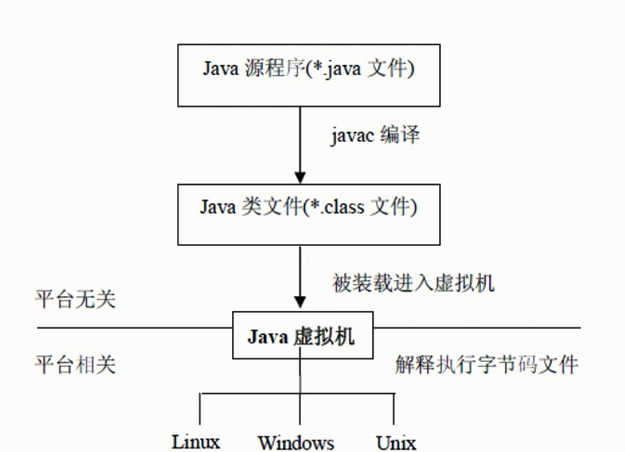 Java 源程序(*.java 文件)
javac 编译
Java 类文件(*.class 文件)
被装载进入虚拟机
平台无关
Java 虚拟机
平台相关
解释执行字节码文件
Linux
Windows
Unix